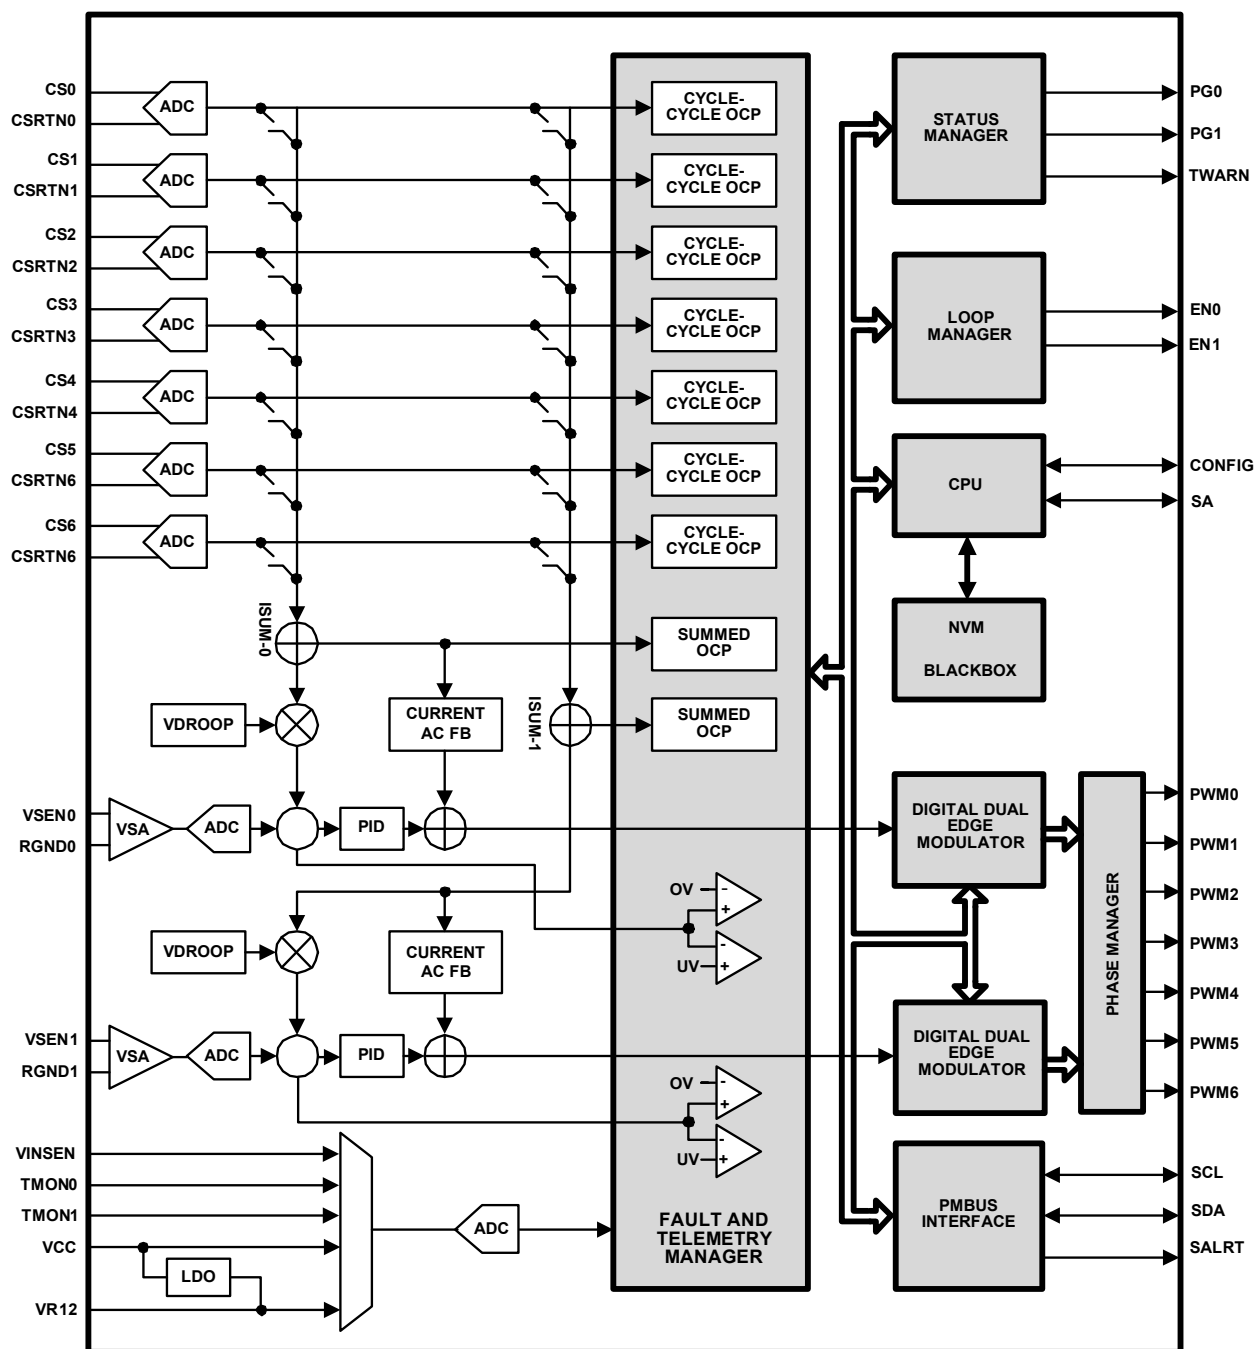 CS0
CSRTN0
ADC
CYCLE-
CYCLE OCP
CS1
CSRTN1
ADC
CYCLE-
CYCLE OCP
CS2
CSRTN2
ADC
CYCLE-
CYCLE OCP
CS3
CSRTN3
ADC
CYCLE-
CYCLE OCP
CS4
CSRTN4
ADC
CYCLE-
CYCLE OCP
CS5
CSRTN6
ADC
CYCLE-
CYCLE OCP
CS6
CSRTN6
ADC
CYCLE-
CYCLE OCP
ISUM-0
SUMMED
OCP
VDROOP
CURRENT
AC FB
ISUM-1
SUMMED
OCP
VSEN0
RGND0
VSA
ADC
PID
OV
-
+
-
UV
+
VDROOP
CURRENT
AC FB
VSEN1
RGND1
VSA
ADC
PID
OV
-
+
-
UV
+
VINSEN
TMON0
TMON1
VCC
LDO
VR12
ADC
FAULT AND
TELEMETRY
MANAGER
STATUS
MANAGER
PG0
PG1
TWARN
LOOP
MANAGER
EN0
EN1
CPU
CONFIG
SA
NVM
BLACKBOX
DIGITAL DUAL
EDGE
MODULATOR
DIGITAL DUAL
EDGE
MODULATOR
PHASE MANAGER
PWM0
PWM1
PWM2
PWM3
PWM4
PWM5
PWM6
PMBUS
INTERFACE
SCL
SDA
SALRT